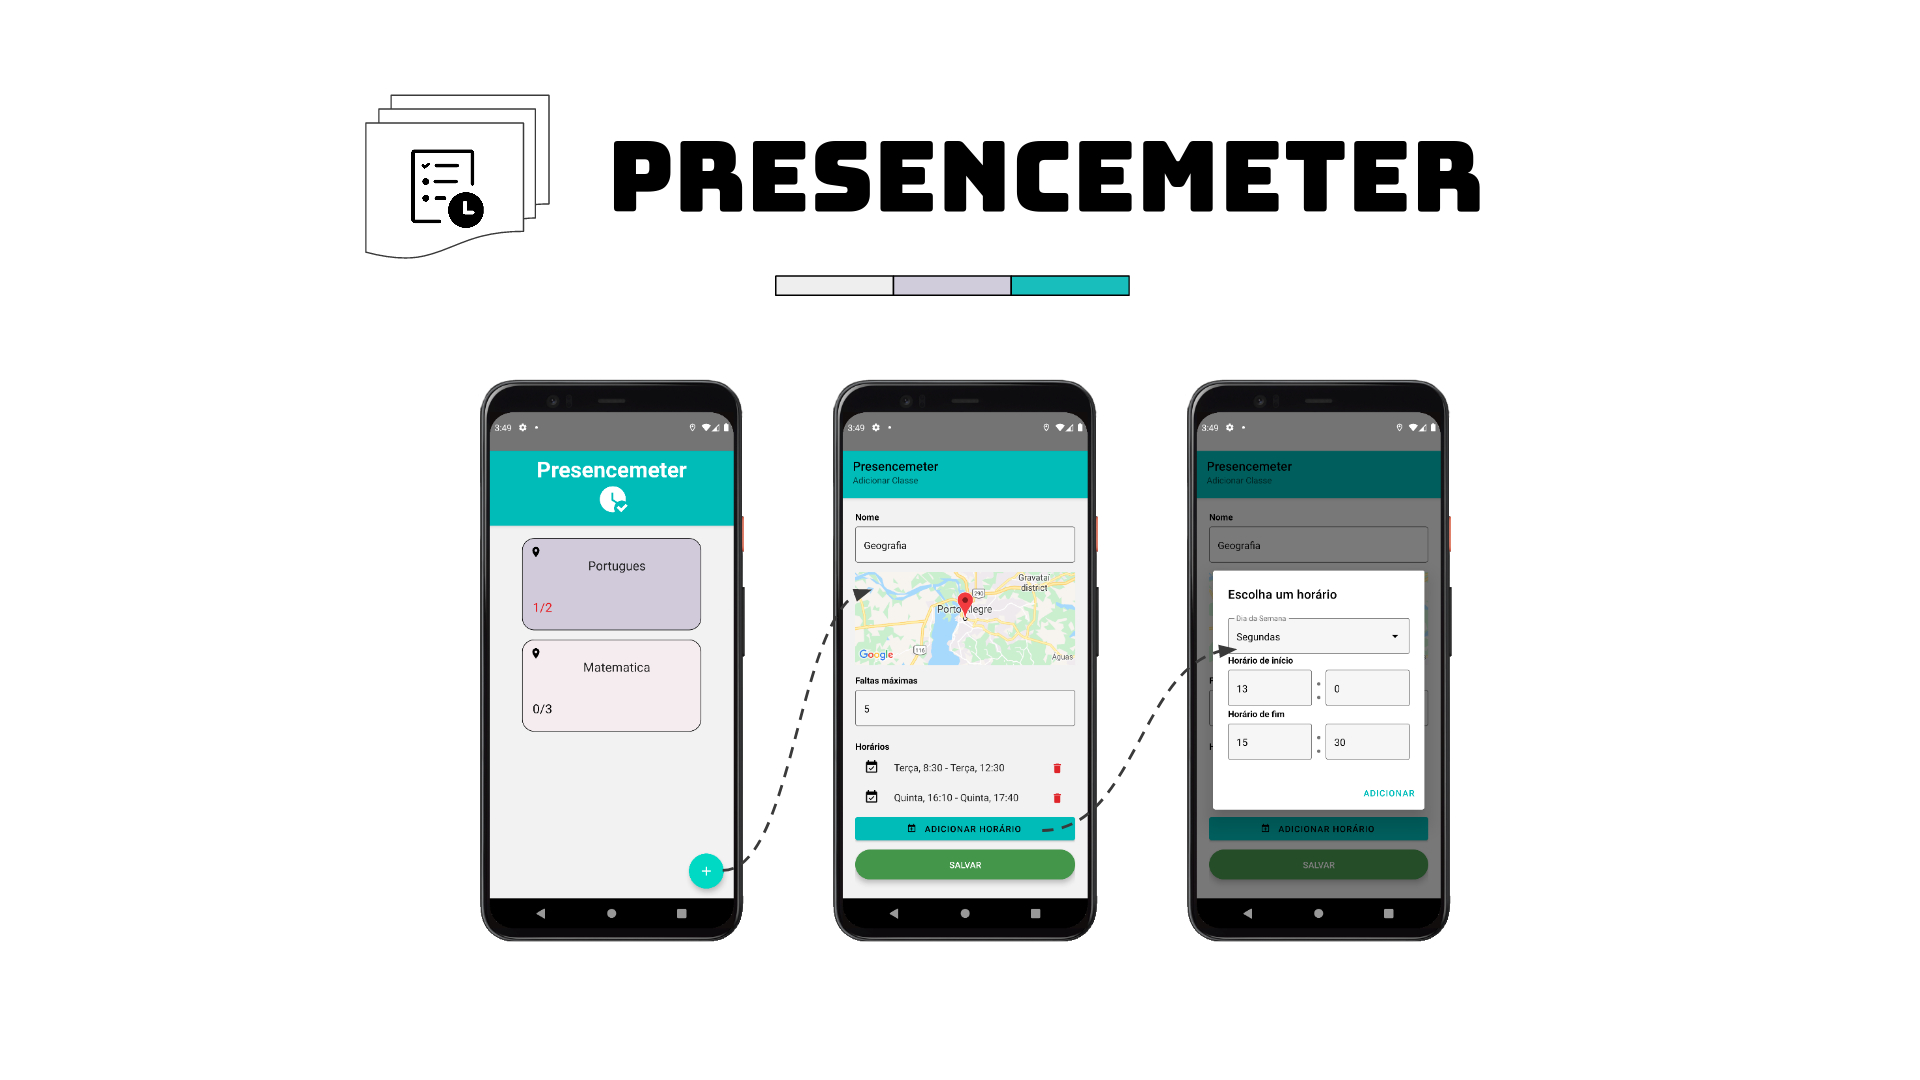 PRESENCEMETER
3:49
Presencemeter
Portugues
1/2
Matematica
0/3
+
3:49
Presencemeter
Adicionar Classe
Nome
Geografia
Gravataí
district
290
Porto Alegre
116
Google
Aguas
Faltas máximas
5
Horários
Terça, 8:30 - Terça, 12:30
Quinta, 16:10 - Quinta, 17:40
ADICIONAR HORÁRIO
SALVAR
3:49
Presencemeter
Adicionar Classe
Nome
Geografia
Escolha um horário
Dia da Semana
Segundas
Horário de início
13 : 0
Horário de fim
15 : 30
ADICIONAR
ADICIONAR HORÁRIO
SALVAR